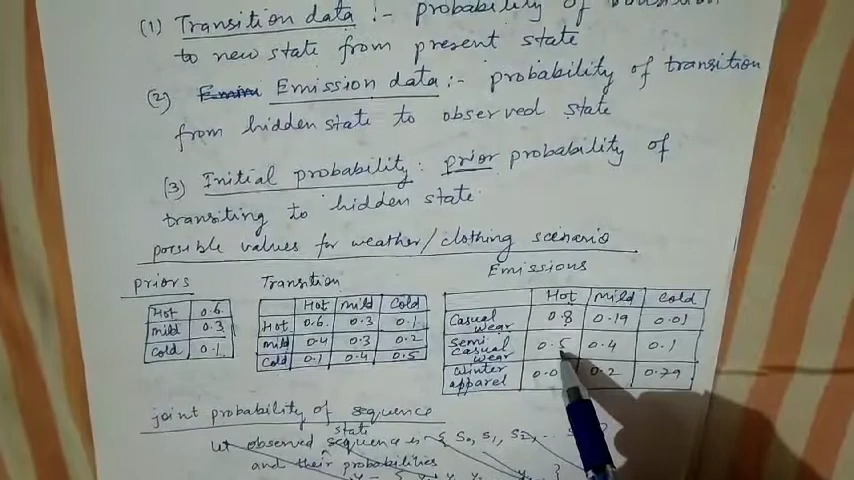 (1) Transition data :- probability of
to new state from present state
(2) Emission data :- probability of transition
from hidden state to observed state
(3) Initial probability : prior probability of
transiting to hidden state
possible values for weather/clothing scenario
priors Transition Emissions
Hot 0.6
mild 0.3
cold 0.1
Hot mild cold
Hot 0.6 0.3 0.1
mild 0.4 0.3 0.2
cold 0.1 0.4 0.5
Hot mild cold
Casual wear 0.8 0.19 0.01
Semi Casual wear 0.5 0.4 0.1
Winter apparel 0.2 0.79
joint probability of sequence
let observed state sequence is { S0, S1, S2, ..
and their probabilities